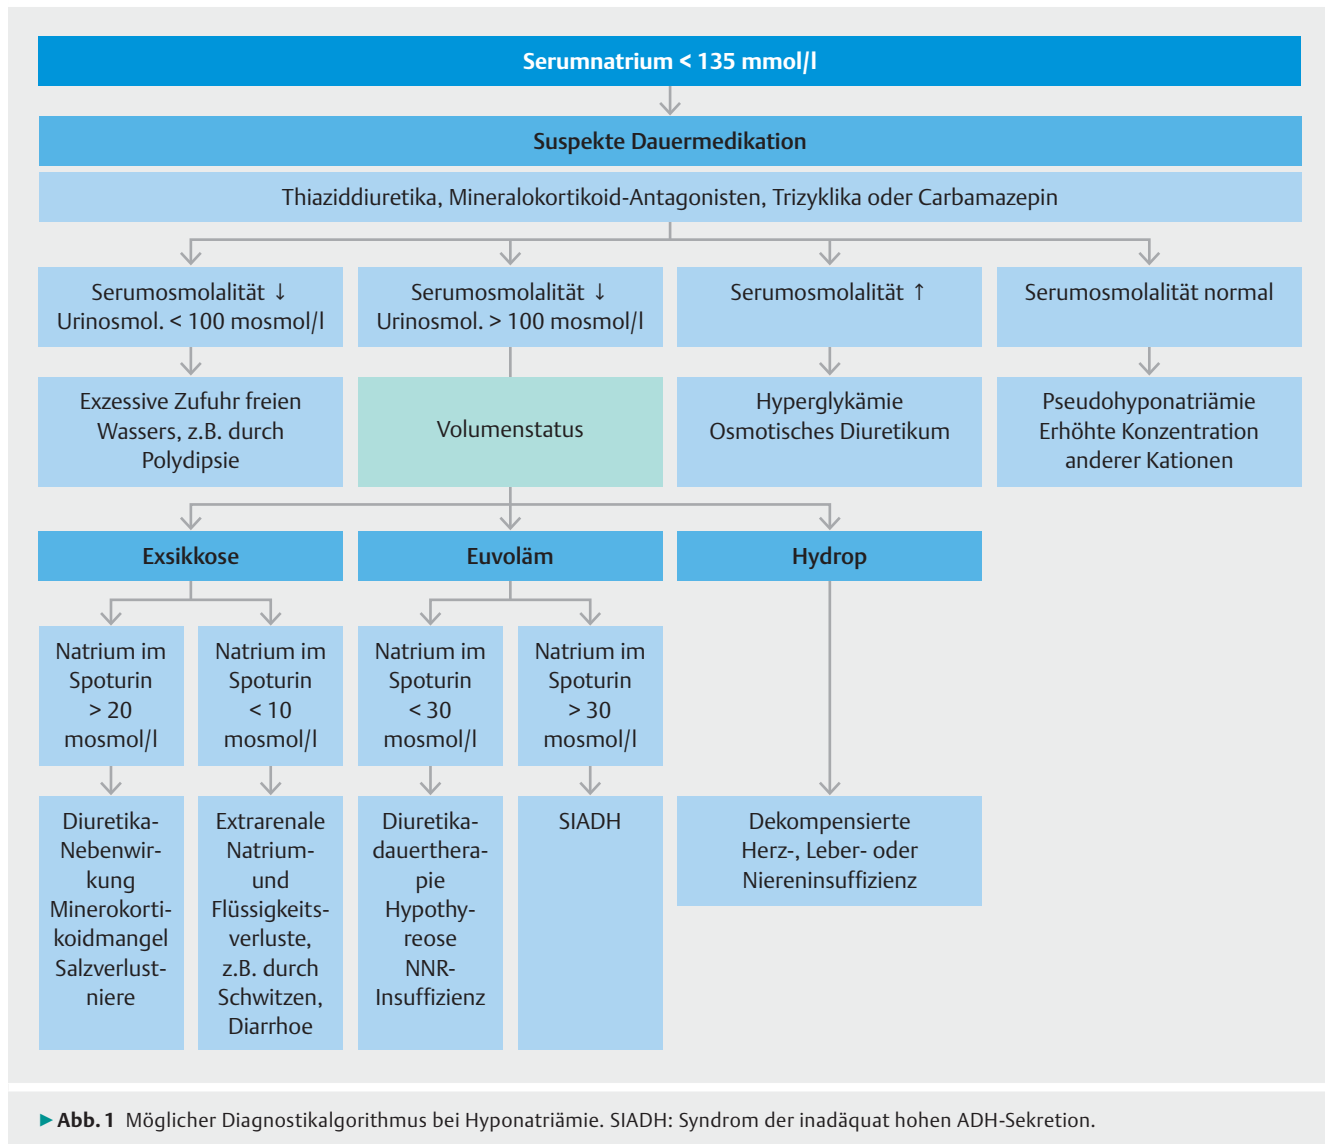 Serumnatrium < 135 mmol/l
Suspekte Dauermedikation
Thiaziddiuretika, Mineralokortikoid-Antagonisten, Trizyklika oder Carbamazepin
Serumosmolalität ↓
Urinosmol. < 100 mosmol/l
Serumosmolalität ↓
Urinosmol. > 100 mosmol/l
Serumosmolalität ↑
Serumosmolalität normal
Exzessive Zufuhr freien
Wassers, z.B. durch
Polydipsie
Volumenstatus
Hyperglykämie
Osmotisches Diuretikum
Pseudohyponatriämie
Erhöhte Konzentration
anderer Kationen
Exsikkose
Euvoläm
Hydrop
Natrium im
Spoturin
> 20
mosmol/l
Natrium im
Spoturin
< 10
mosmol/l
Natrium im
Spoturin
< 30
mosmol/l
Natrium im
Spoturin
> 30
mosmol/l
Diuretika-
Nebenwir-
kung
Minerokorti-
koidmangel
Salzverlust-
niere
Extrarenale
Natrium-
und
Flüssigkeits-
verluste,
z.B. durch
Schwitzen,
Diarrhoe
Diuretika-
dauerthera-
pie
Hypothy-
reose
NNR-
Insuffizienz
SIADH
Dekompensierte
Herz-, Leber- oder
Niereninsuffizienz
▶ Abb. 1 Möglicher Diagnostikalgorithmus bei Hyponatriämie. SIADH: Syndrom der inadäquat hohen ADH-Sekretion.